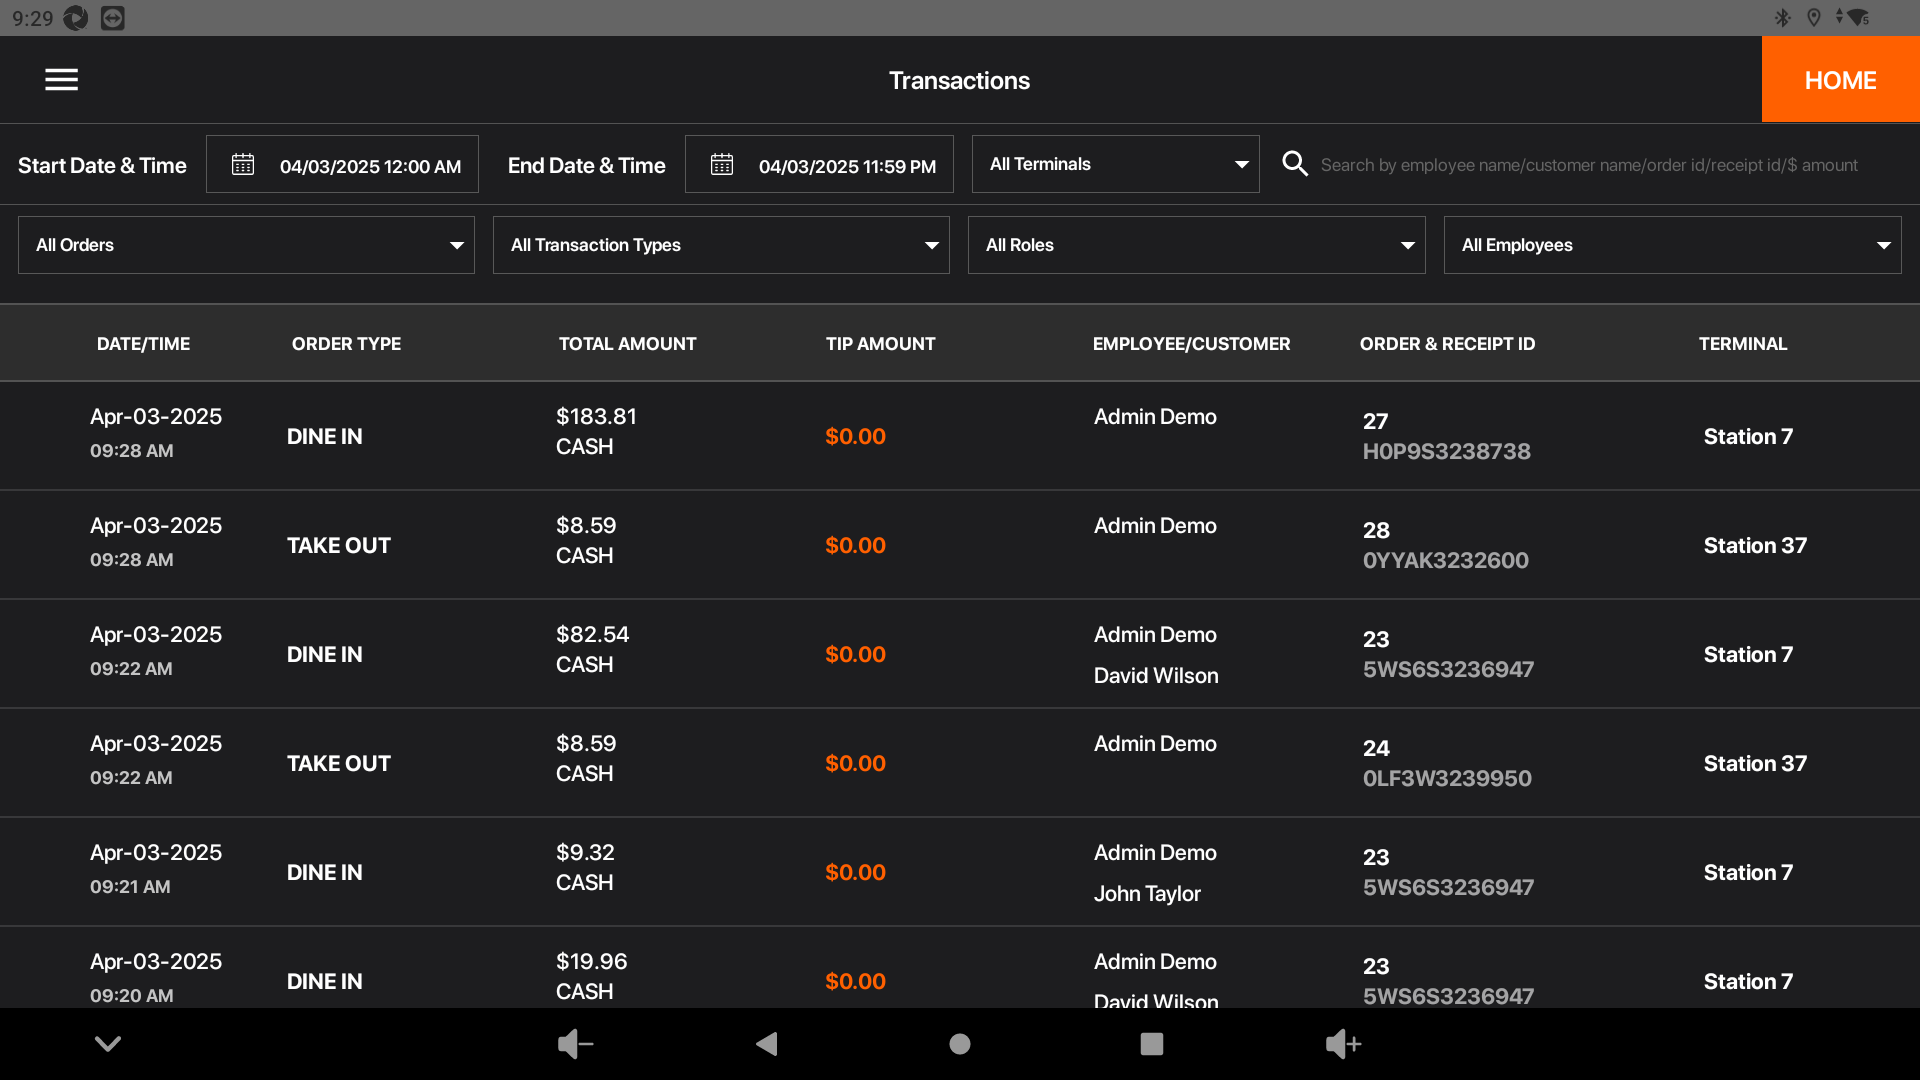 9:29
Transactions
HOME
Start Date & Time
04/03/2025 12:00 AM
End Date & Time
04/03/2025 11:59 PM
All Terminals
Search by employee name/customer name/order id/receipt id/$ amount
All Orders
All Transaction Types
All Roles
All Employees
DATE/TIME ORDER TYPE TOTAL AMOUNT TIP AMOUNT EMPLOYEE/CUSTOMER ORDER & RECEIPT ID TERMINAL
Apr-03-2025
09:28 AM
DINE IN
$183.81
CASH
$0.00
Admin Demo
27
H0P9S3238738
Station 7
Apr-03-2025
09:28 AM
TAKE OUT
$8.59
CASH
$0.00
Admin Demo
28
0YYAK3232600
Station 37
Apr-03-2025
09:22 AM
DINE IN
$82.54
CASH
$0.00
Admin Demo
David Wilson
23
5WS6S3236947
Station 7
Apr-03-2025
09:22 AM
TAKE OUT
$8.59
CASH
$0.00
Admin Demo
24
0LF3W3239950
Station 37
Apr-03-2025
09:21 AM
DINE IN
$9.32
CASH
$0.00
Admin Demo
John Taylor
23
5WS6S3236947
Station 7
Apr-03-2025
09:20 AM
DINE IN
$19.96
CASH
$0.00
Admin Demo
David Wilson
23
5WS6S3236947
Station 7